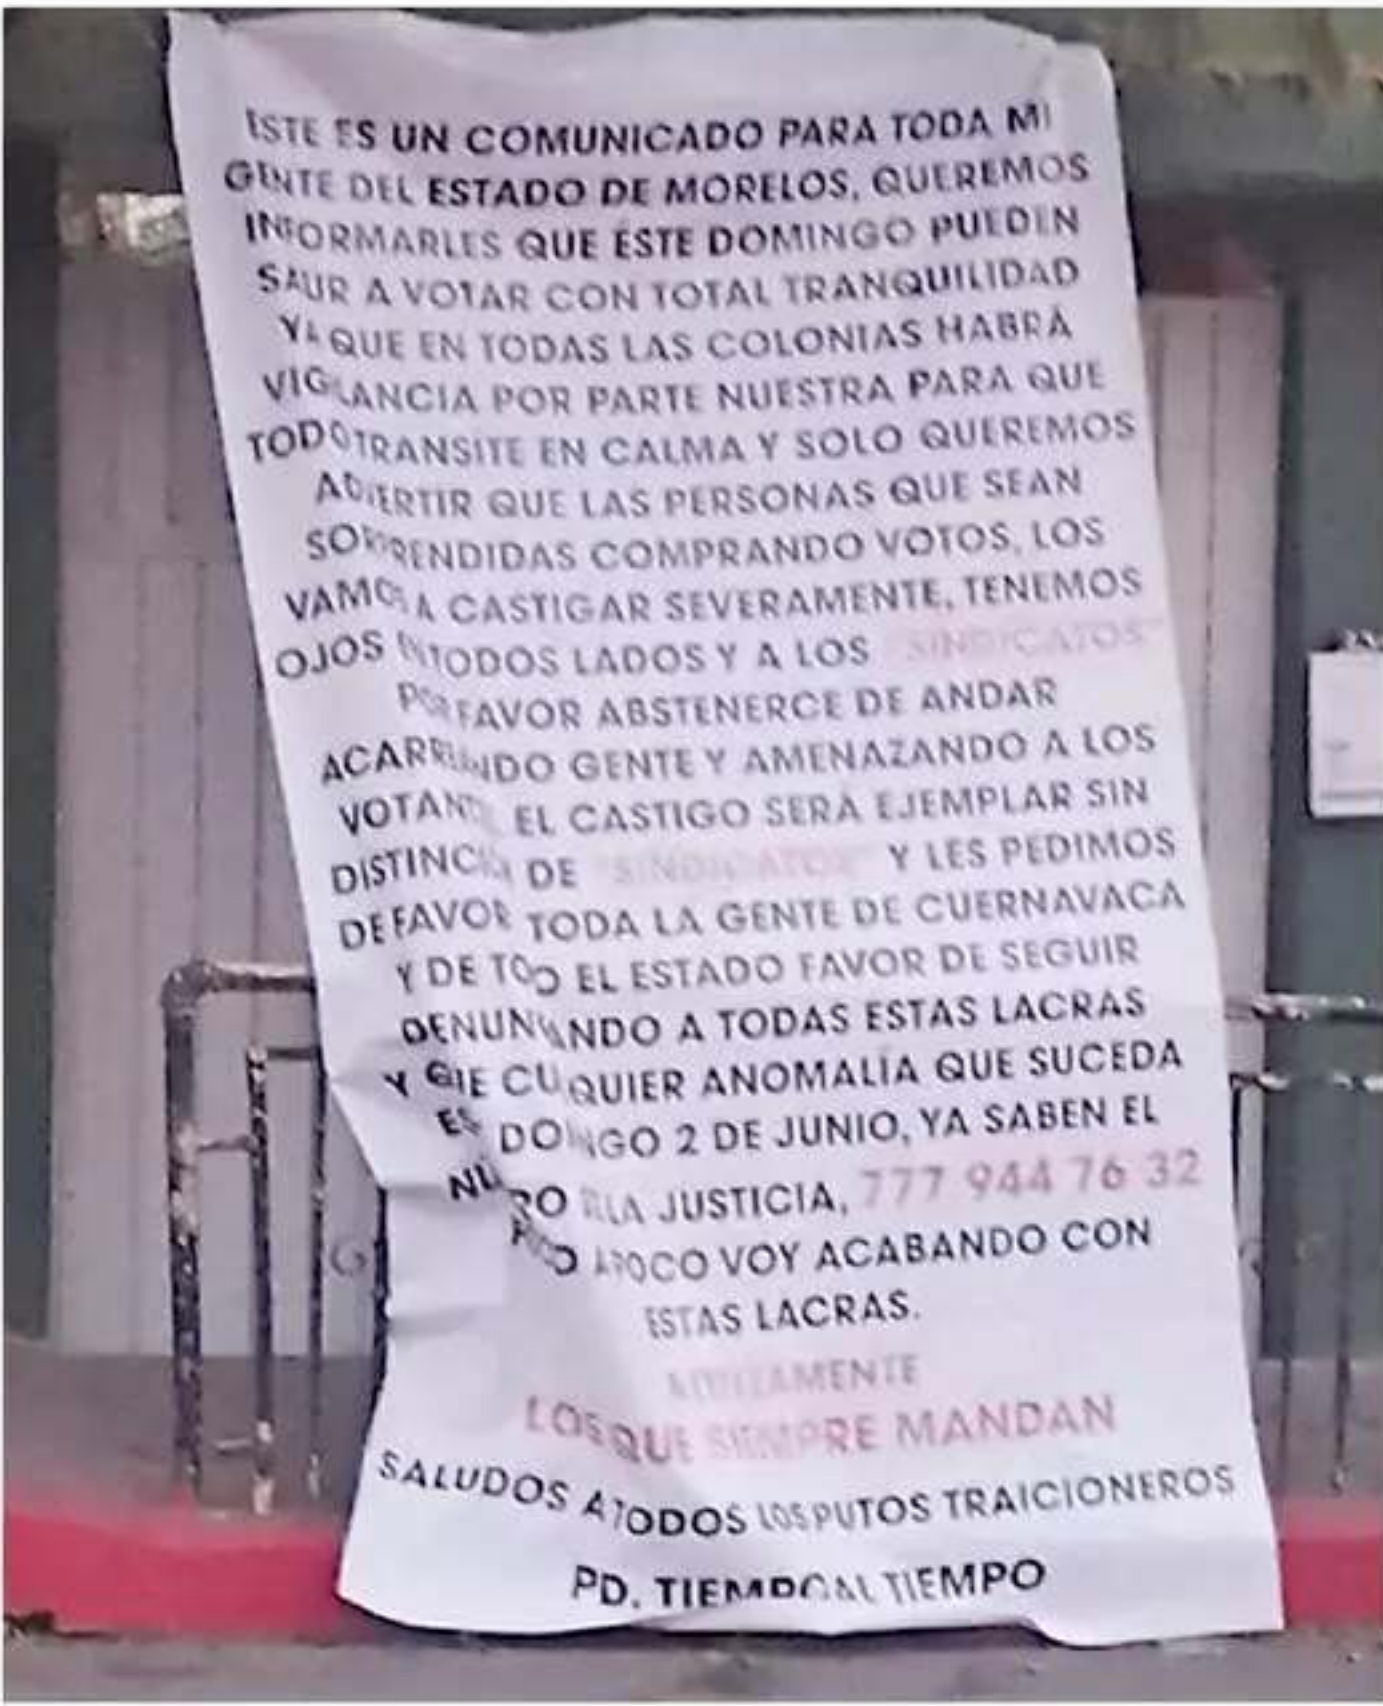 ESTE ES UN COMUNICADO PARA TODA MI
GENTE DEL ESTADO DE MORELOS, QUEREMOS
INFORMARLES QUE ÉSTE DOMINGO PUEDEN
SALIR A VOTAR CON TOTAL TRANQUILIDAD
YA QUE EN TODAS LAS COLONIAS HABRÁ
VIGILANCIA POR PARTE NUESTRA PARA QUE
TODO TRANSITE EN CALMA Y SOLO QUEREMOS
ADVERTIR QUE LAS PERSONAS QUE SEAN
SORPRENDIDAS COMPRANDO VOTOS, LOS
VAMOS A CASTIGAR SEVERAMENTE, TENEMOS
OJOS EN TODOS LADOS Y A LOS "SINDICATOS"
POR FAVOR ABSTENERCE DE ANDAR
ACARREANDO GENTE Y AMENAZANDO A LOS
EL CASTIGO SERÁ EJEMPLAR SIN
DE "SINDICATOS" Y LES PEDIMOS
DE FAVOR TODA LA GENTE DE CUERNAVACA
Y DE TODO EL ESTADO FAVOR DE SEGUIR
DENUNCIANDO A TODAS ESTAS LACRAS
Y CUALQUIER ANOMALÍA QUE SUCEDA
DOMINGO 2 DE JUNIO, YA SABEN EL
JUSTICIA, 777 944 76 32
POCO APOCO VOY ACABANDO CON
ESTAS LACRAS.
ATENTAMENTE
LOS QUE SIEMPRE MANDAN
SALUDOS A TODOS LOS PUTOS TRAICIONEROS
PD. TIEMPO AL TIEMPO